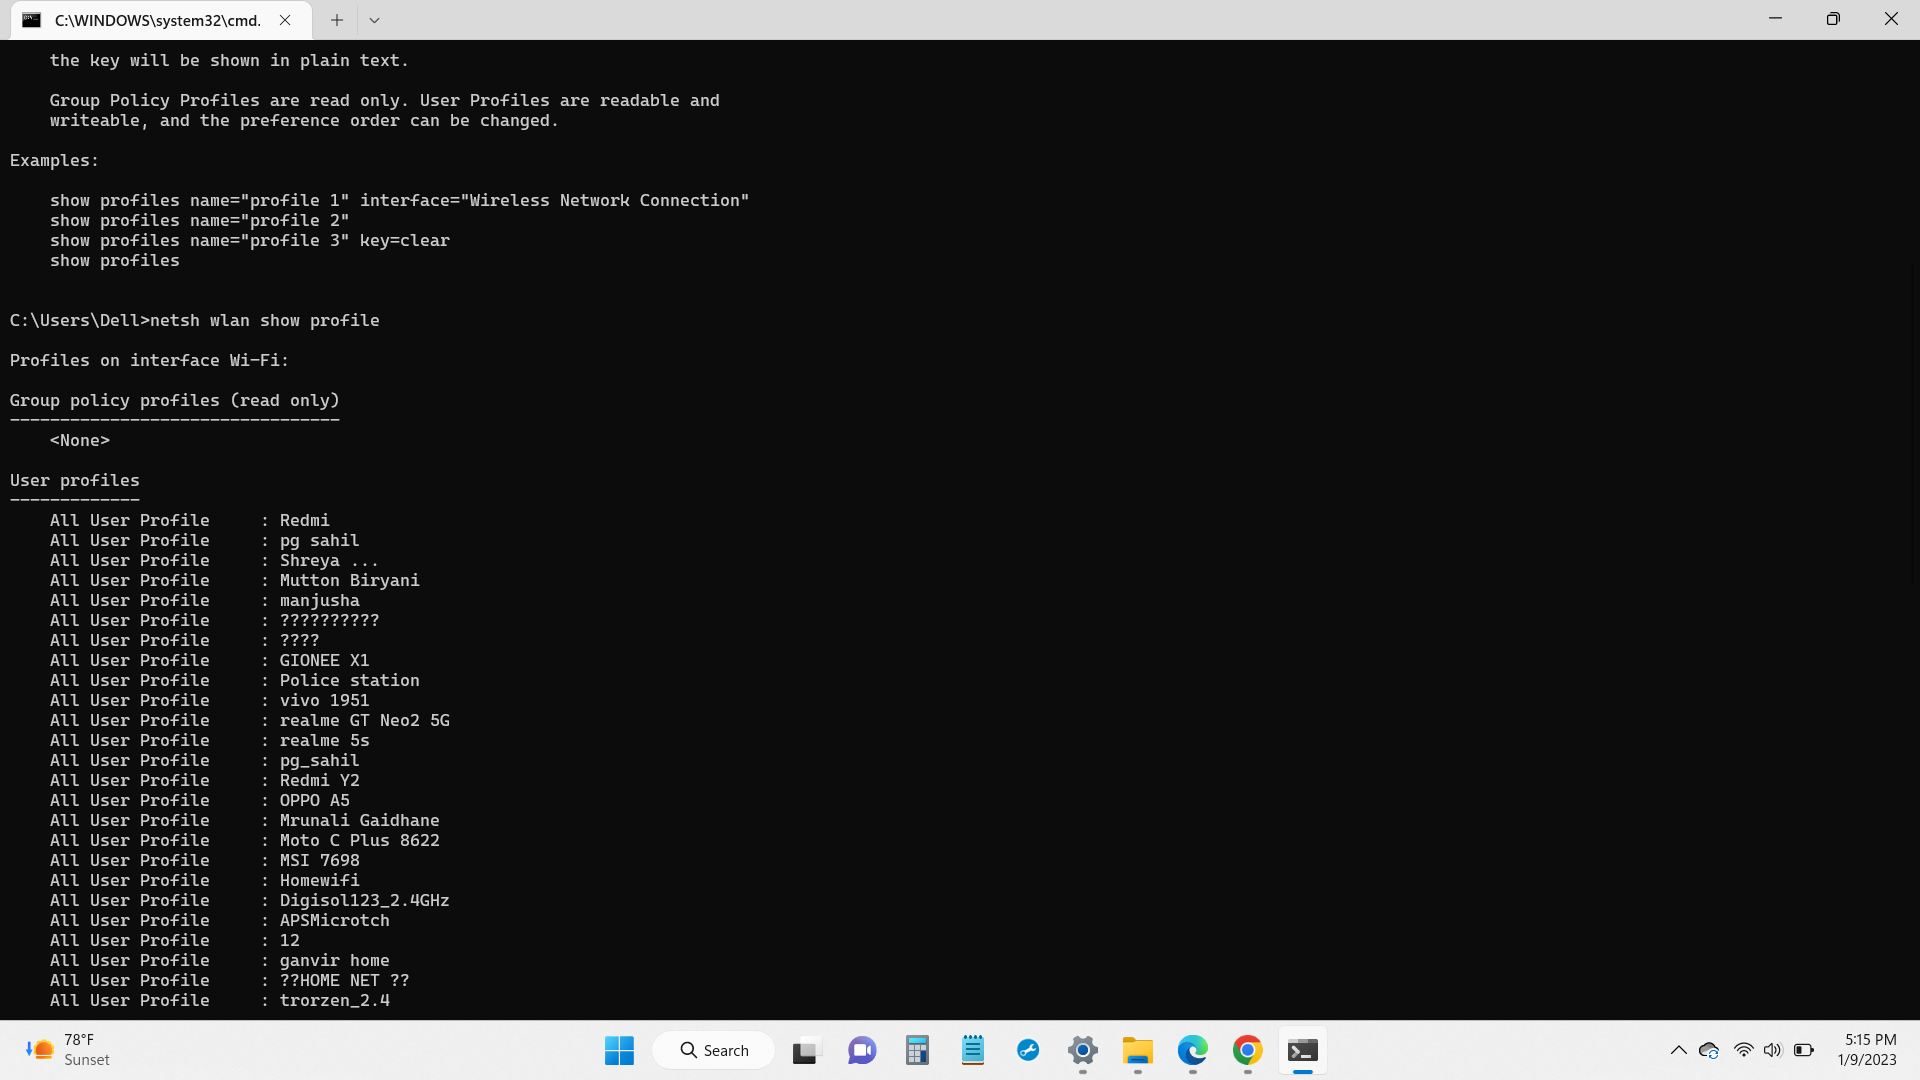 C:\WINDOWS\system32\cmd.
the key will be shown in plain text.
Group Policy Profiles are read only. User Profiles are readable and
writeable, and the preference order can be changed.
Examples:
show profiles name="profile 1" interface="Wireless Network Connection"
show profiles name="profile 2"
show profiles name="profile 3" key=clear
show profiles
C:\Users\Dell>netsh wlan show profile
Profiles on interface Wi-Fi:
Group policy profiles (read only)
---------------------------------
<None>
User profiles
-------------
All User Profile     : Redmi
All User Profile     : pg sahil
All User Profile     : Shreya ...
All User Profile     : Mutton Biryani
All User Profile     : manjusha
All User Profile     : ??????????
All User Profile     : ????
All User Profile     : GIONEE X1
All User Profile     : Police station
All User Profile     : vivo 1951
All User Profile     : realme GT Neo2 5G
All User Profile     : realme 5s
All User Profile     : pg_sahil
All User Profile     : Redmi Y2
All User Profile     : OPPO A5
All User Profile     : Mrunali Gaidhane
All User Profile     : Moto C Plus 8622
All User Profile     : MSI 7698
All User Profile     : Homewifi
All User Profile     : Digisol123_2.4GHz
All User Profile     : APSMicrotch
All User Profile     : 12
All User Profile     : ganvir home
All User Profile     : ??HOME NET ??
All User Profile     : trorzen_2.4
78°F
Sunset
Search
5:15 PM
1/9/2023